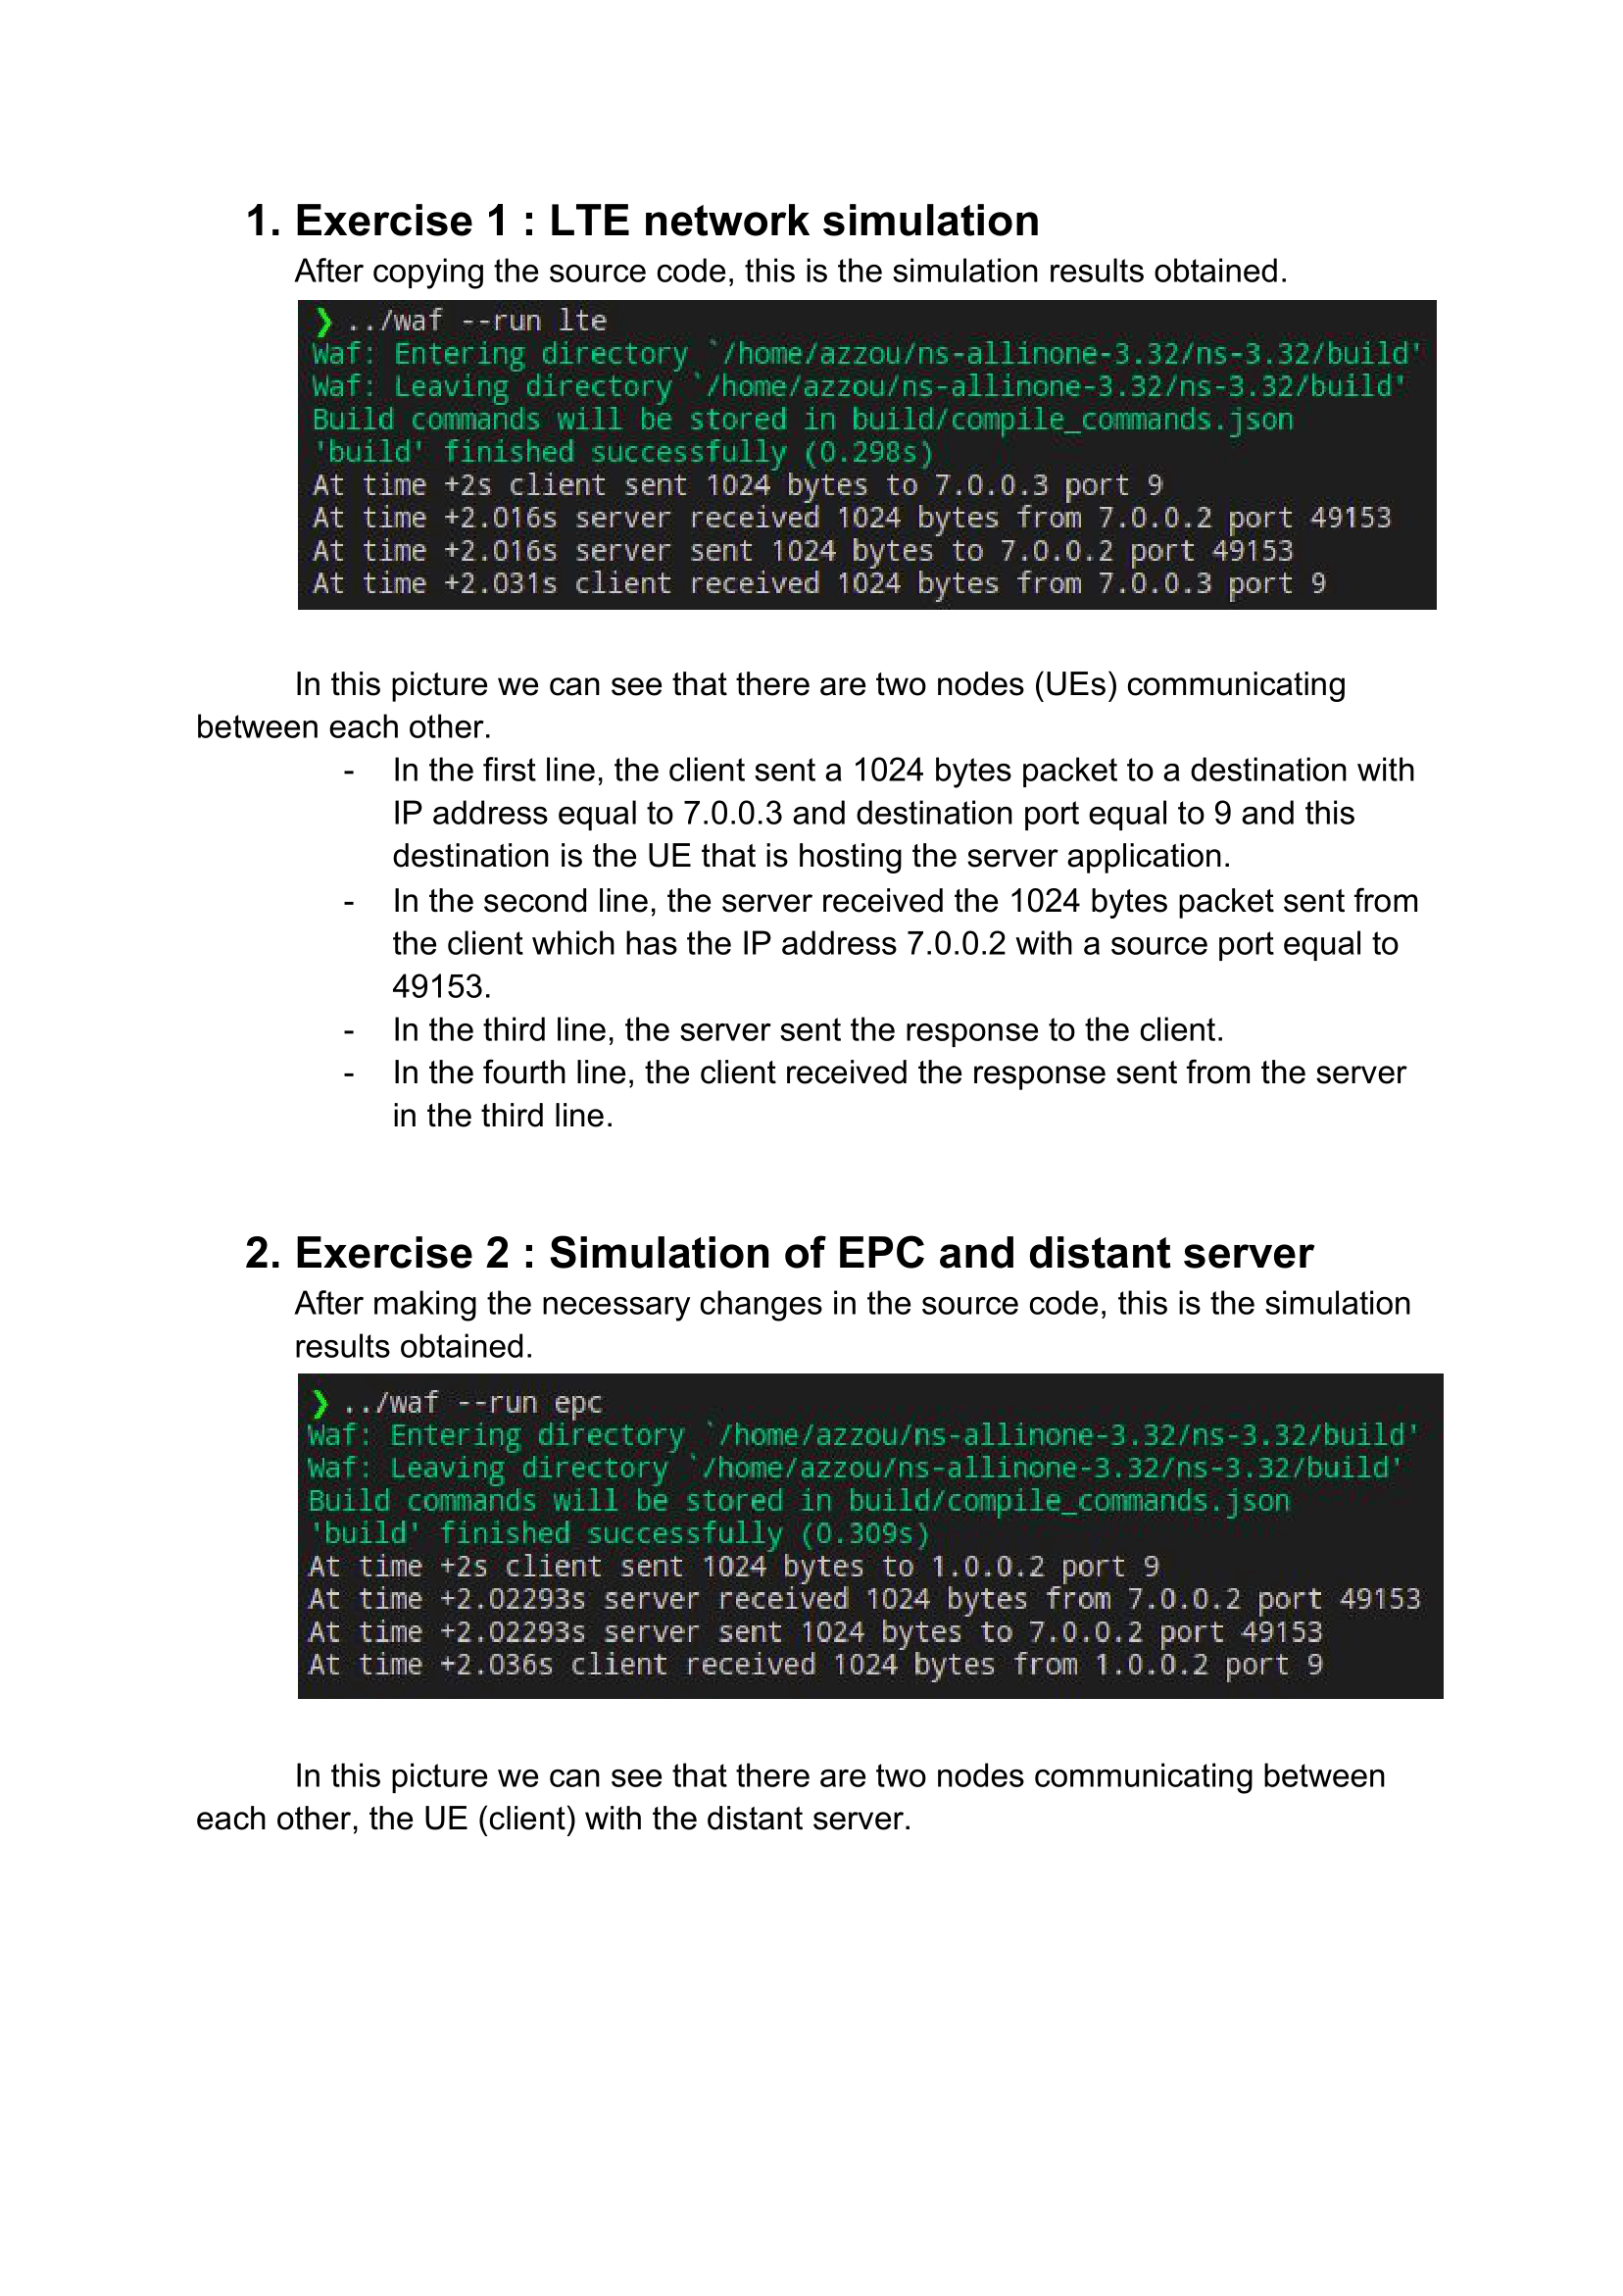 1. Exercise 1 : LTE network simulation
After copying the source code, this is the simulation results obtained.
❯ ../waf --run lte
Waf: Entering directory `/home/azzou/ns-allinone-3.32/ns-3.32/build'
Waf: Leaving directory `/home/azzou/ns-allinone-3.32/ns-3.32/build'
Build commands will be stored in build/compile_commands.json
'build' finished successfully (0.298s)
At time +2s client sent 1024 bytes to 7.0.0.3 port 9
At time +2.016s server received 1024 bytes from 7.0.0.2 port 49153
At time +2.016s server sent 1024 bytes to 7.0.0.2 port 49153
At time +2.031s client received 1024 bytes from 7.0.0.3 port 9
In this picture we can see that there are two nodes (UEs) communicating
between each other.
- In the first line, the client sent a 1024 bytes packet to a destination with
IP address equal to 7.0.0.3 and destination port equal to 9 and this
destination is the UE that is hosting the server application.
- In the second line, the server received the 1024 bytes packet sent from
the client which has the IP address 7.0.0.2 with a source port equal to
49153.
- In the third line, the server sent the response to the client.
- In the fourth line, the client received the response sent from the server
in the third line.
2. Exercise 2 : Simulation of EPC and distant server
After making the necessary changes in the source code, this is the simulation
results obtained.
❯ ../waf --run epc
Waf: Entering directory `/home/azzou/ns-allinone-3.32/ns-3.32/build'
Waf: Leaving directory `/home/azzou/ns-allinone-3.32/ns-3.32/build'
Build commands will be stored in build/compile_commands.json
'build' finished successfully (0.309s)
At time +2s client sent 1024 bytes to 1.0.0.2 port 9
At time +2.02293s server received 1024 bytes from 7.0.0.2 port 49153
At time +2.02293s server sent 1024 bytes to 7.0.0.2 port 49153
At time +2.036s client received 1024 bytes from 1.0.0.2 port 9
In this picture we can see that there are two nodes communicating between
each other, the UE (client) with the distant server.